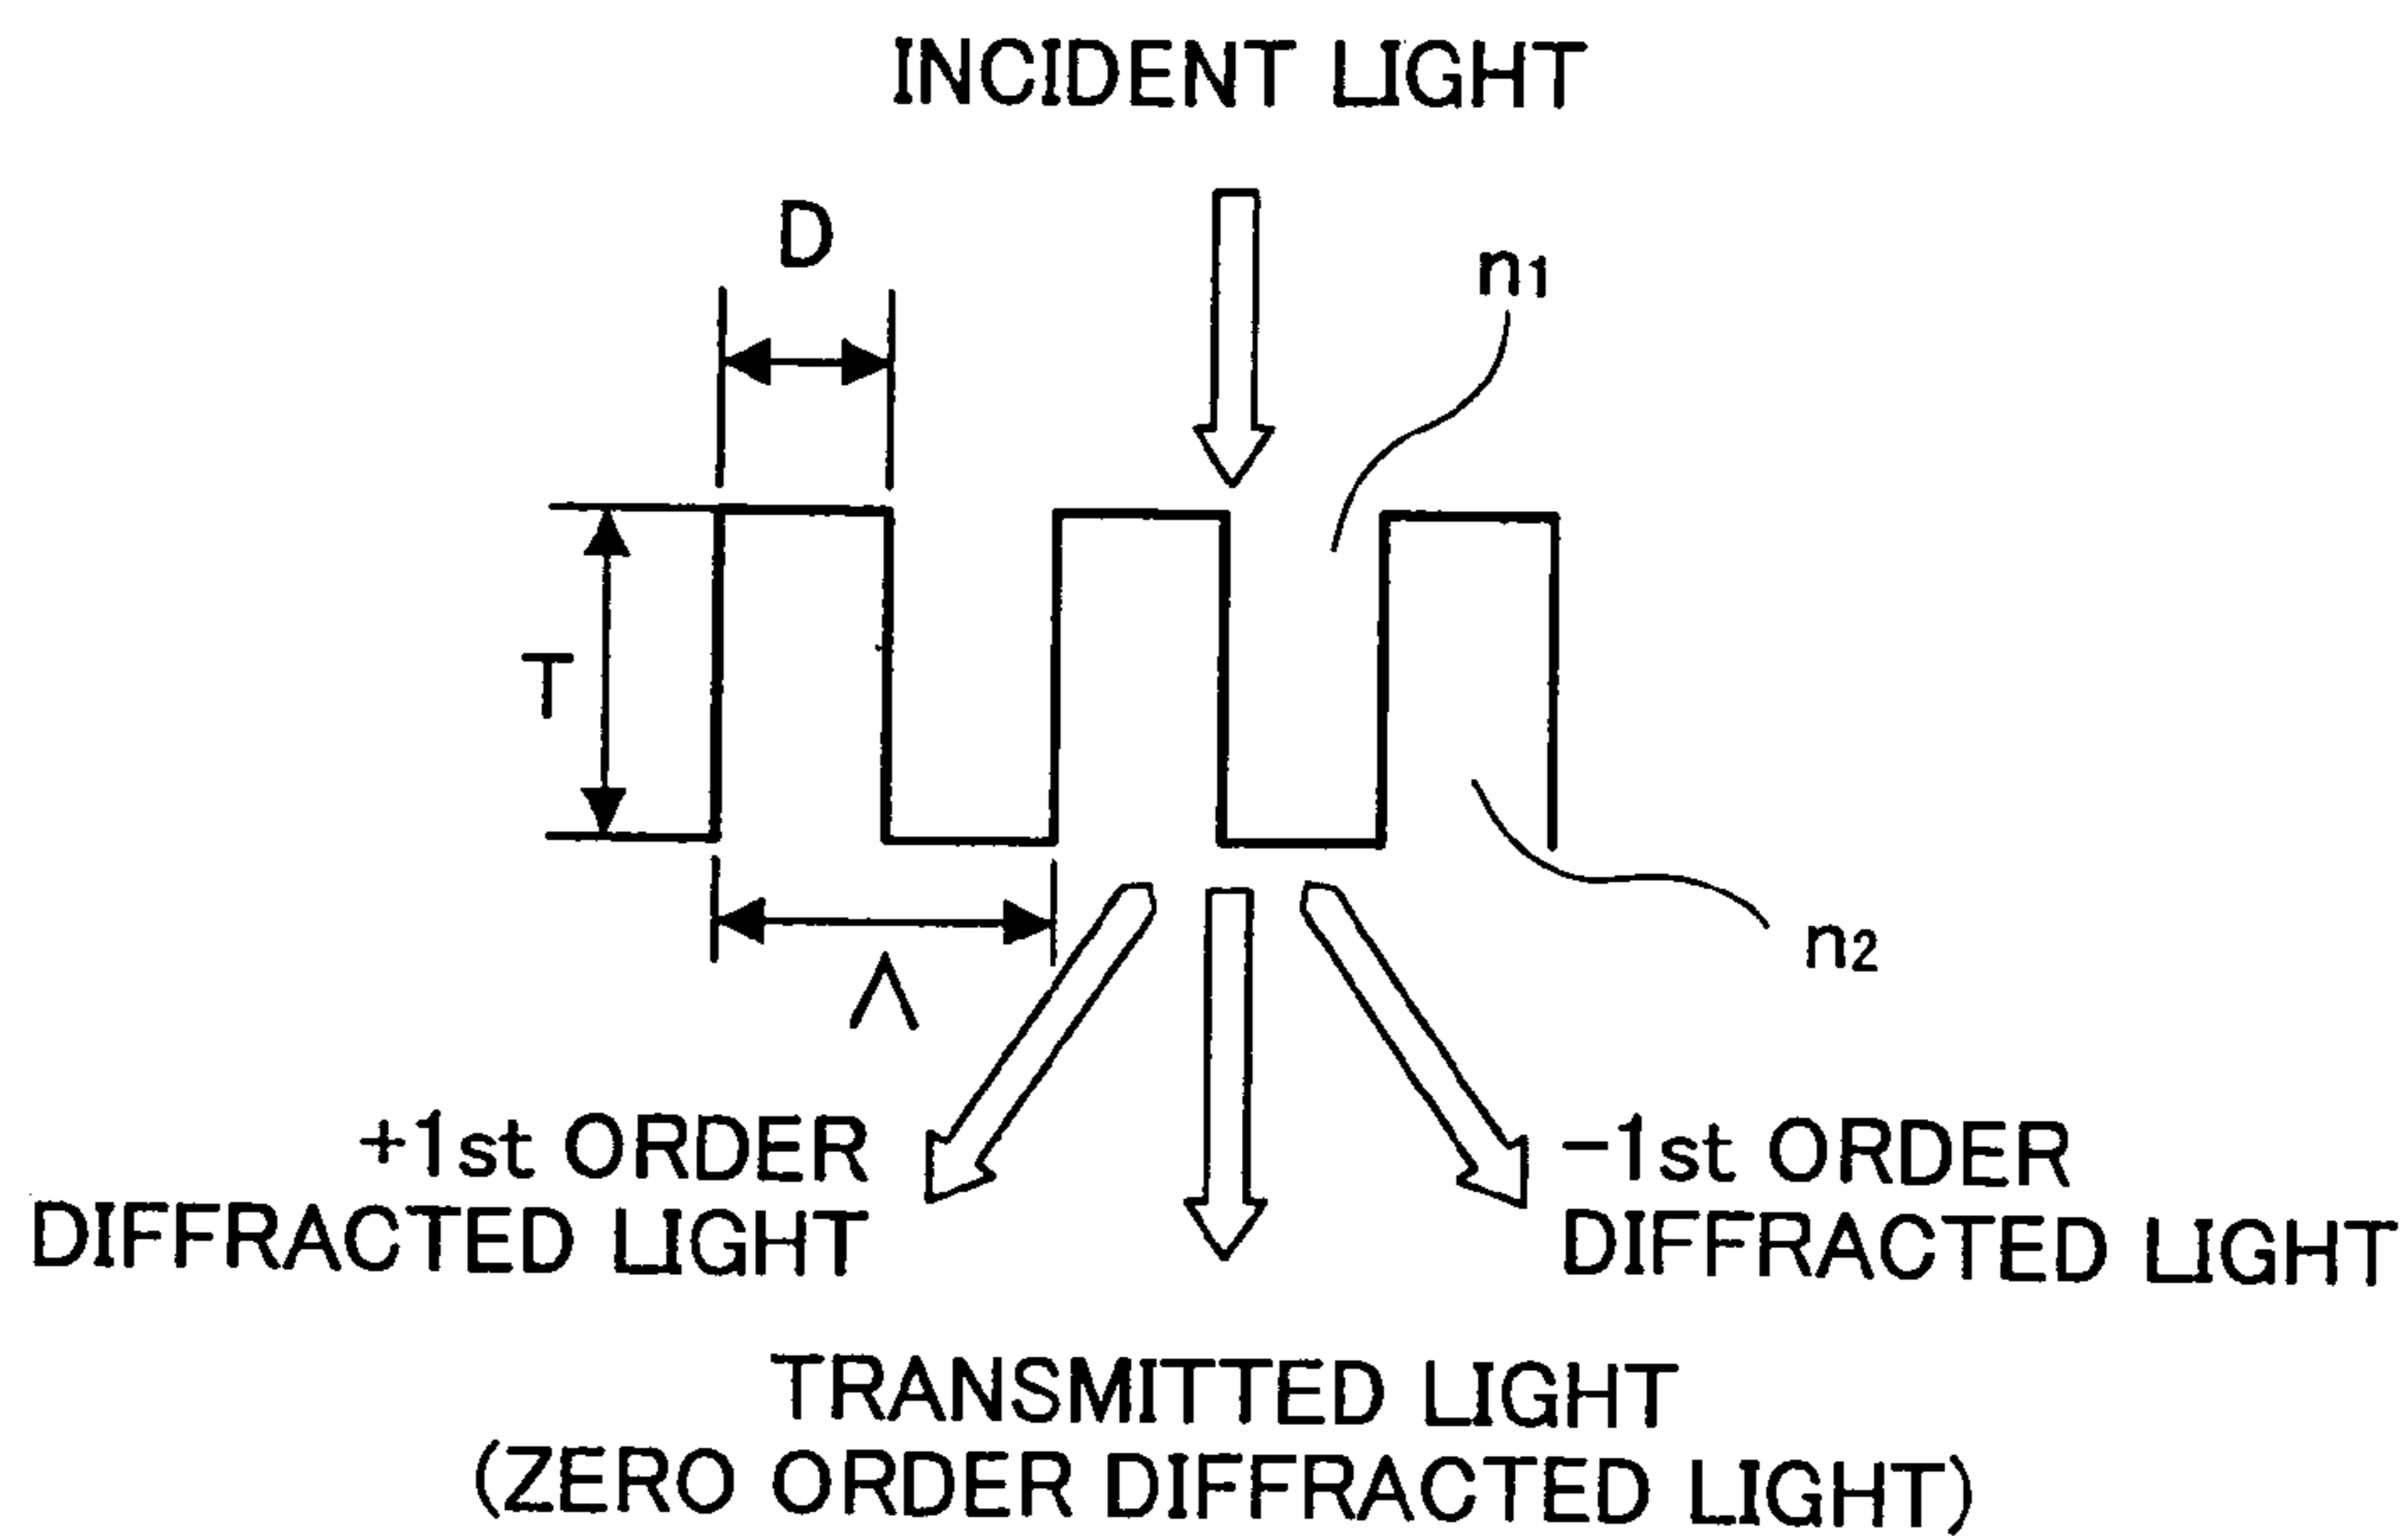 INCIDENT LIGHT
D
n1
T
n2
Λ
+1st ORDER
DIFFRACTED LIGHT
−1st ORDER
DIFFRACTED LIGHT
TRANSMITTED LIGHT
(ZERO ORDER DIFFRACTED LIGHT)